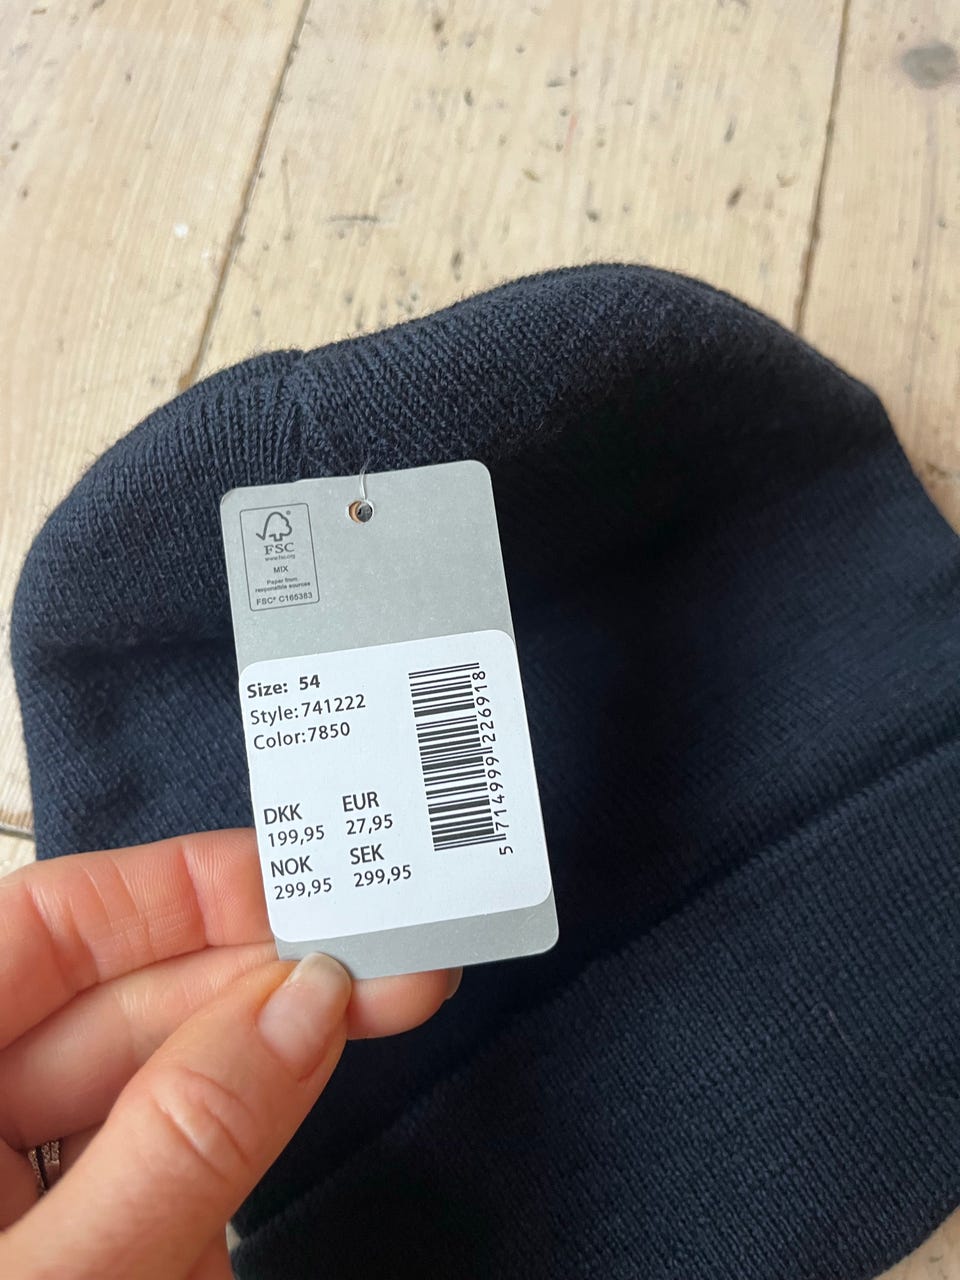 FSC
www.fsc.org
MIX
Paper from
responsible sources
FSC® C165383
Size: 54
Style:741222
Color:7850
DKK EUR
199,95 27,95
NOK SEK
299,95 299,95
5 714999 226918